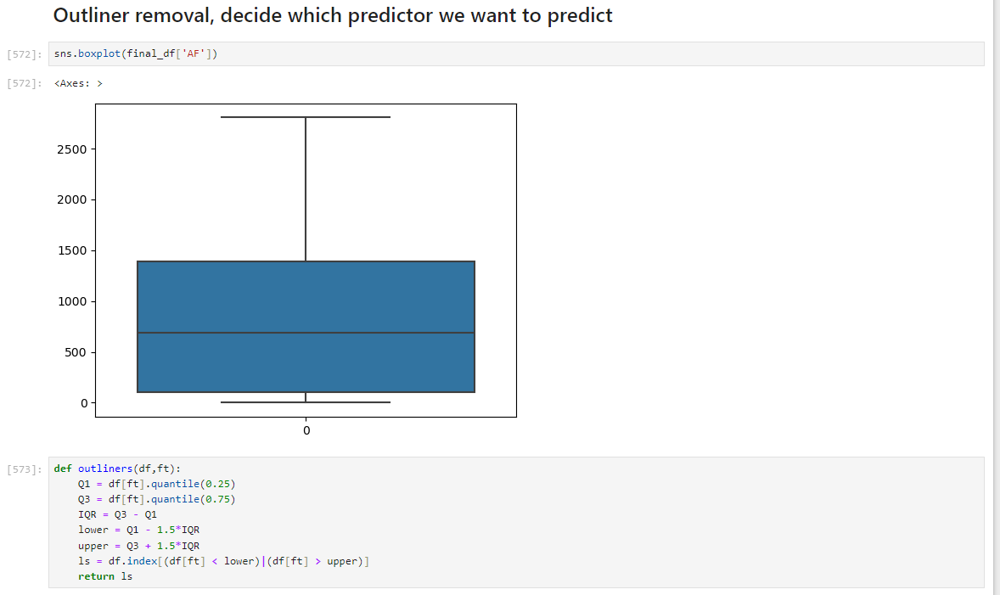 Outliner removal, decide which predictor we want to predict
[572]: sns.boxplot(final_df['AF'])
[572]: <Axes: >
2500
2000
1500
1000
500
0
0
[573]: def outliners(df,ft):
    Q1 = df[ft].quantile(0.25)
    Q3 = df[ft].quantile(0.75)
    IQR = Q3 - Q1
    lower = Q1 - 1.5*IQR
    upper = Q3 + 1.5*IQR
    ls = df.index[(df[ft] < lower)|(df[ft] > upper)]
    return ls